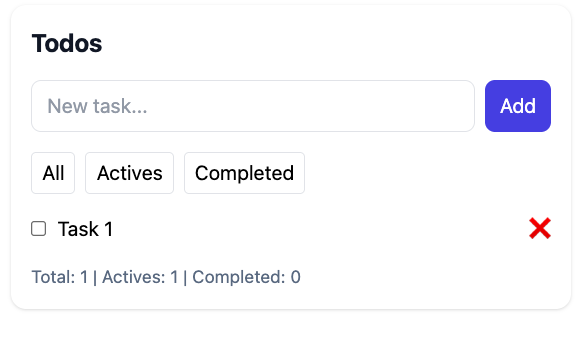 Todos
New task...
Add
All
Actives
Completed
Task 1
Total: 1 | Actives: 1 | Completed: 0